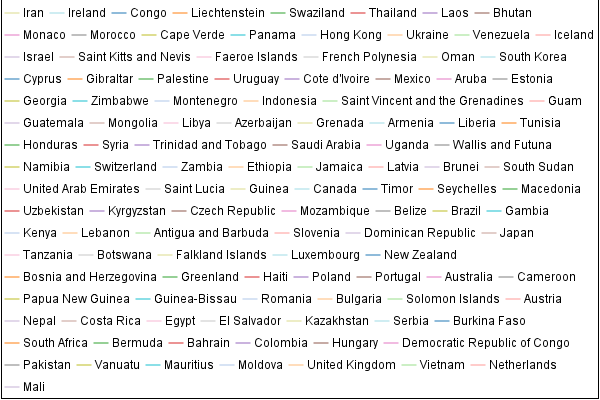 Iran Ireland Congo Liechtenstein Swaziland Thailand Laos Bhutan
Monaco Morocco Cape Verde Panama Hong Kong Ukraine Venezuela Iceland
Israel Saint Kitts and Nevis Faeroe Islands French Polynesia Oman South Korea
Cyprus Gibraltar Palestine Uruguay Cote d'Ivoire Mexico Aruba Estonia
Georgia Zimbabwe Montenegro Indonesia Saint Vincent and the Grenadines Guam
Guatemala Mongolia Libya Azerbaijan Grenada Armenia Liberia Tunisia
Honduras Syria Trinidad and Tobago Saudi Arabia Uganda Wallis and Futuna
Namibia Switzerland Zambia Ethiopia Jamaica Latvia Brunei South Sudan
United Arab Emirates Saint Lucia Guinea Canada Timor Seychelles Macedonia
Uzbekistan Kyrgyzstan Czech Republic Mozambique Belize Brazil Gambia
Kenya Lebanon Antigua and Barbuda Slovenia Dominican Republic Japan
Tanzania Botswana Falkland Islands Luxembourg New Zealand
Bosnia and Herzegovina Greenland Haiti Poland Portugal Australia Cameroon
Papua New Guinea Guinea-Bissau Romania Bulgaria Solomon Islands Austria
Nepal Costa Rica Egypt El Salvador Kazakhstan Serbia Burkina Faso
South Africa Bermuda Bahrain Colombia Hungary Democratic Republic of Congo
Pakistan Vanuatu Mauritius Moldova United Kingdom Vietnam Netherlands
Mali